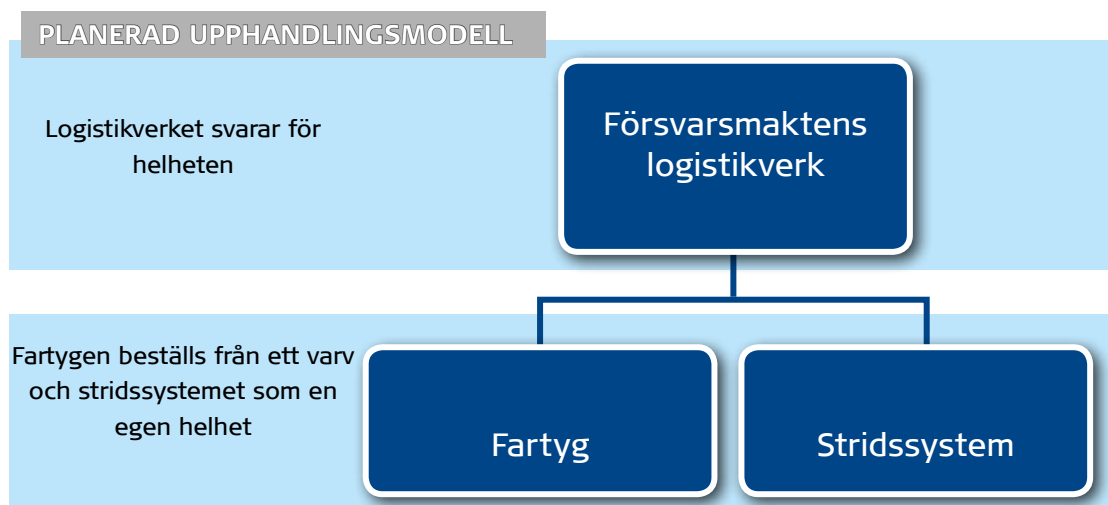 PLANERAD UPPHANDLINGSMODELL
Logistikverket svarar för
helheten
Försvarsmaktens
logistikverk
Fartygen beställs från ett varv
och stridssystemet som en
egen helhet
Fartyg
Stridssystem